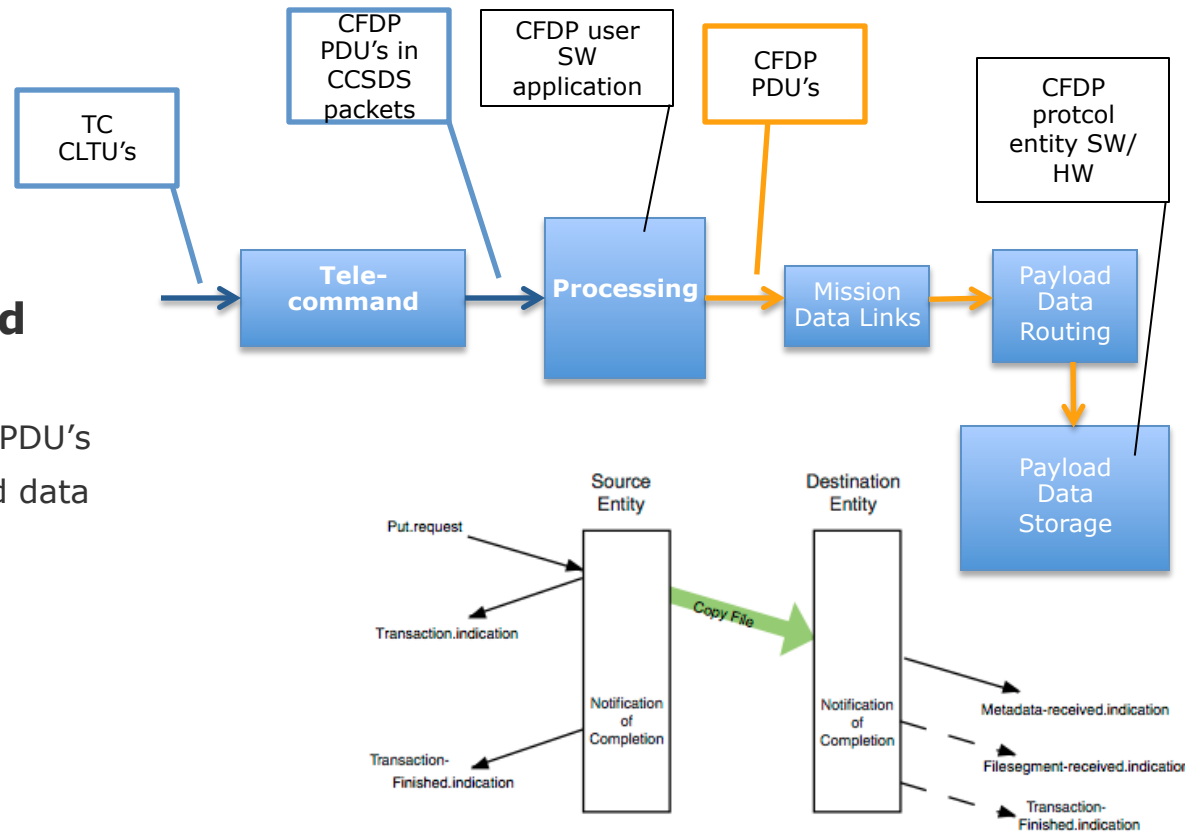 CFDP
PDU's in
CCSDS
packets
CFDP user
SW
application
CFDP
PDU's
CFDP
protcol
entity SW/
HW
TC
CLTU's
Tele-
command
Processing
Mission
Data Links
Payload
Data
Routing
d
PDU's
d data
Payload
Data
Storage
Source
Entity
Destination
Entity
Put.request
Transaction.indication
Copy File
Notification
of
Completion
Notification
of
Completion
Metadata-received.indication
Transaction-
Finished.indication
Filesegment-received.indication
Transaction-
Finished.indication